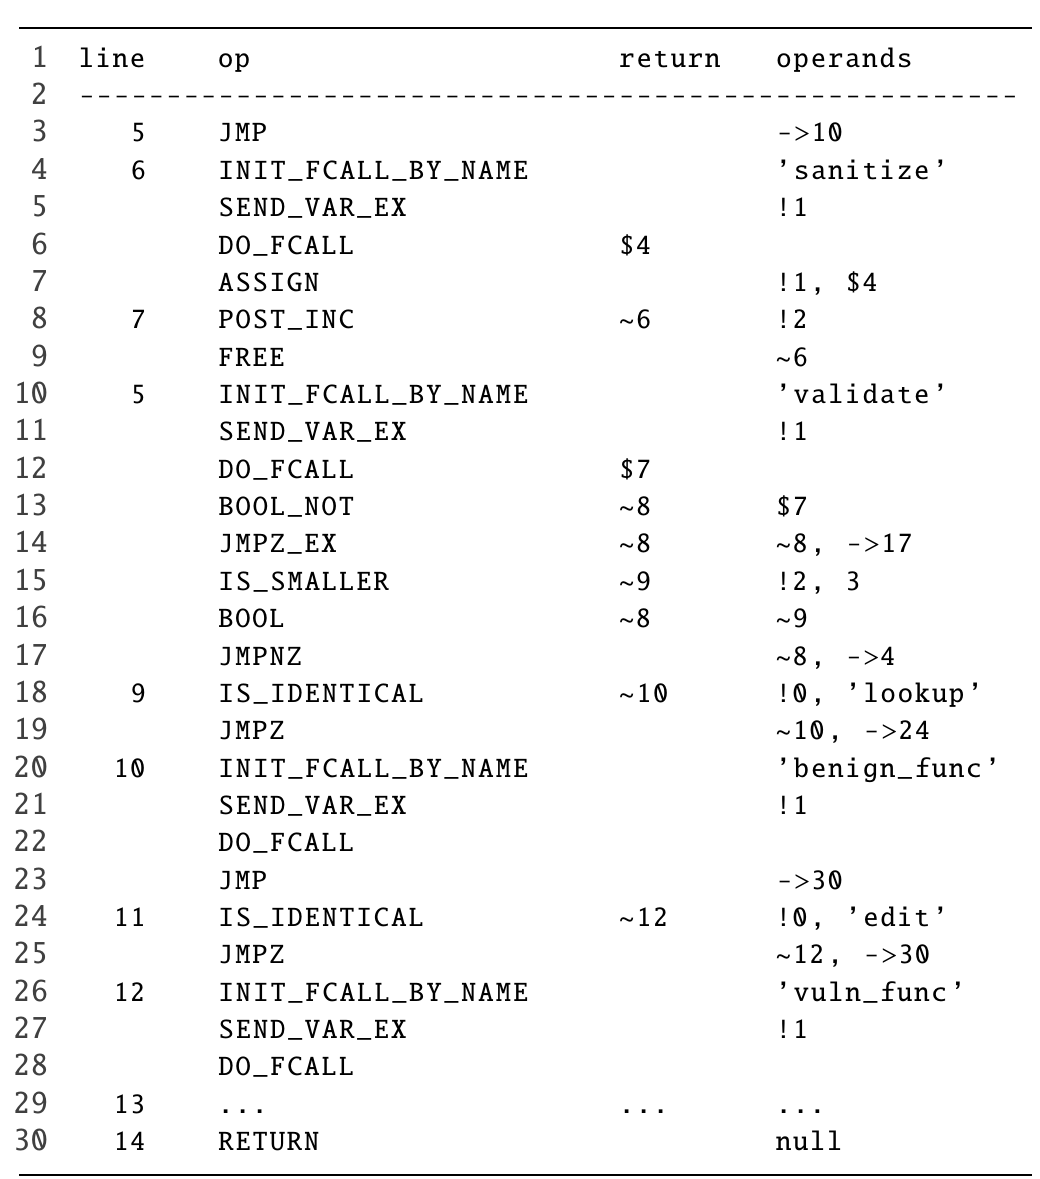 1 line op return operands
2 -------------------------------------------------------
3 5 JMP ->10
4 6 INIT_FCALL_BY_NAME ’sanitize’
5 SEND_VAR_EX !1
6 DO_FCALL $4
7 ASSIGN !1, $4
8 7 POST_INC ~6 !2
9 FREE ~6
10 5 INIT_FCALL_BY_NAME ’validate’
11 SEND_VAR_EX !1
12 DO_FCALL $7
13 BOOL_NOT ~8 $7
14 JMPZ_EX ~8 ~8, ->17
15 IS_SMALLER ~9 !2, 3
16 BOOL ~8 ~9
17 JMPNZ ~8, ->4
18 9 IS_IDENTICAL ~10 !0, ’lookup’
19 JMPZ ~10, ->24
20 10 INIT_FCALL_BY_NAME ’benign_func’
21 SEND_VAR_EX !1
22 DO_FCALL
23 JMP ->30
24 11 IS_IDENTICAL ~12 !0, ’edit’
25 JMPZ ~12, ->30
26 12 INIT_FCALL_BY_NAME ’vuln_func’
27 SEND_VAR_EX !1
28 DO_FCALL
29 13 ... ... ...
30 14 RETURN null